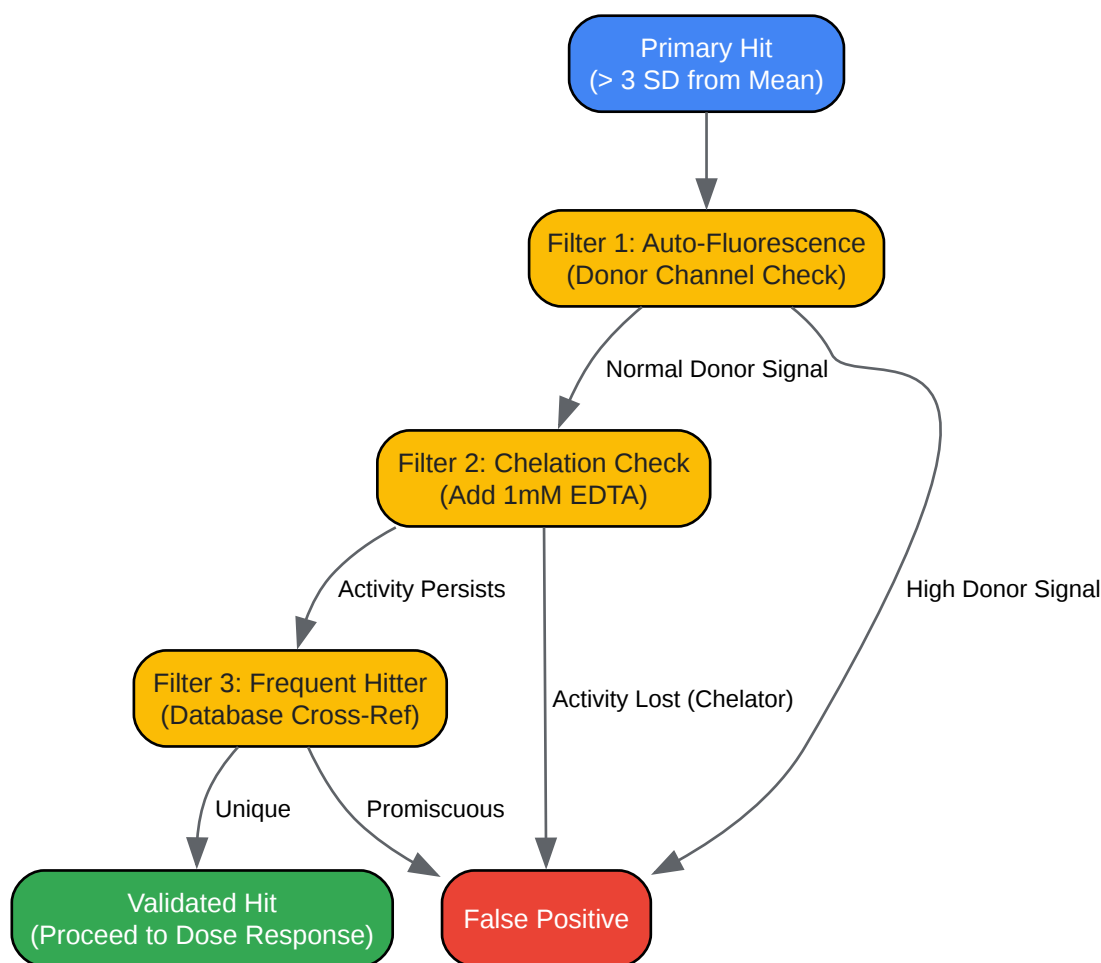 Primary Hit
(> 3 SD from Mean)
Filter 1: Auto-Fluorescence
(Donor Channel Check)
Normal Donor Signal
Filter 2: Chelation Check
(Add 1mM EDTA)
High Donor Signal
Activity Persists
Filter 3: Frequent Hitter
(Database Cross-Ref)
Activity Lost (Chelator)
Unique
Promiscuous
Validated Hit
(Proceed to Dose Response)
False Positive